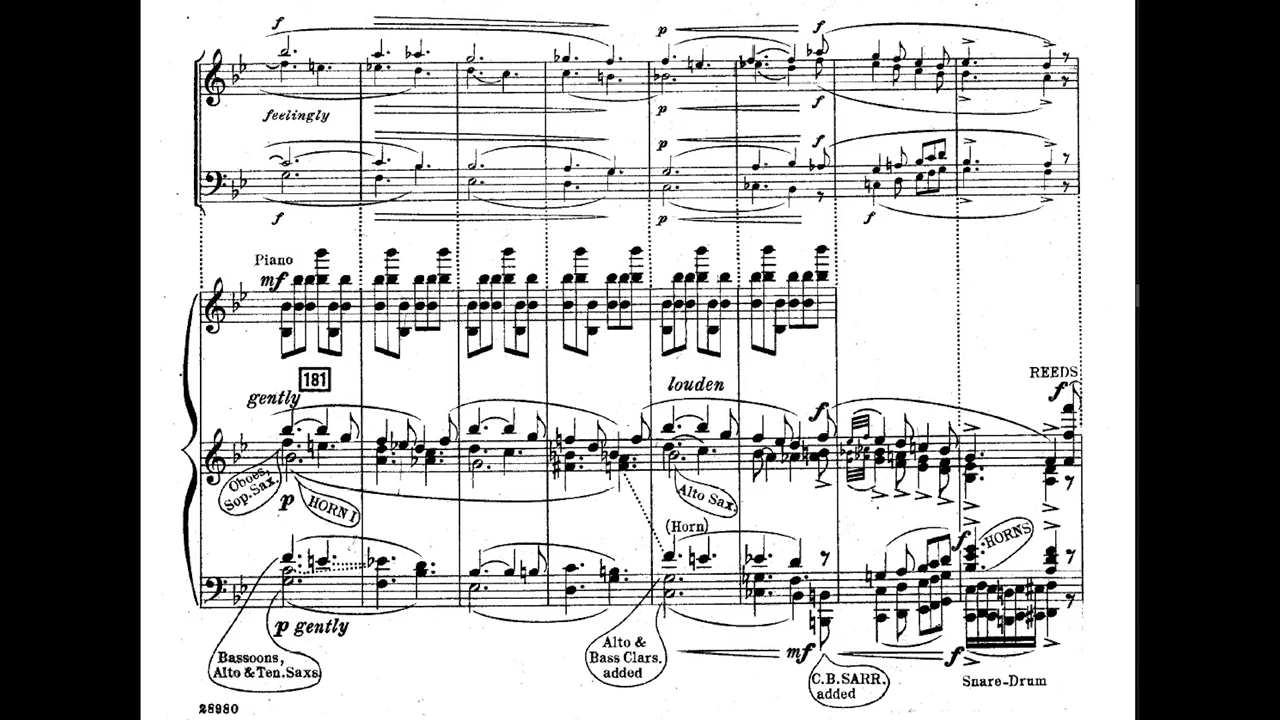 f
p
f
feelingly
p
f
p
f
f
p
f
Piano
mf
181
gently
louden
f
REEDS
f
Oboes,
Sop. Sax.
p
HORN I
Alto Sax.
(Horn)
f
HORNS
p gently
Bassoons,
Alto & Ten. Saxs.
Alto &
Bass Clars.
added
mf
f
C.B. SARR.
added
Snare-Drum
28980